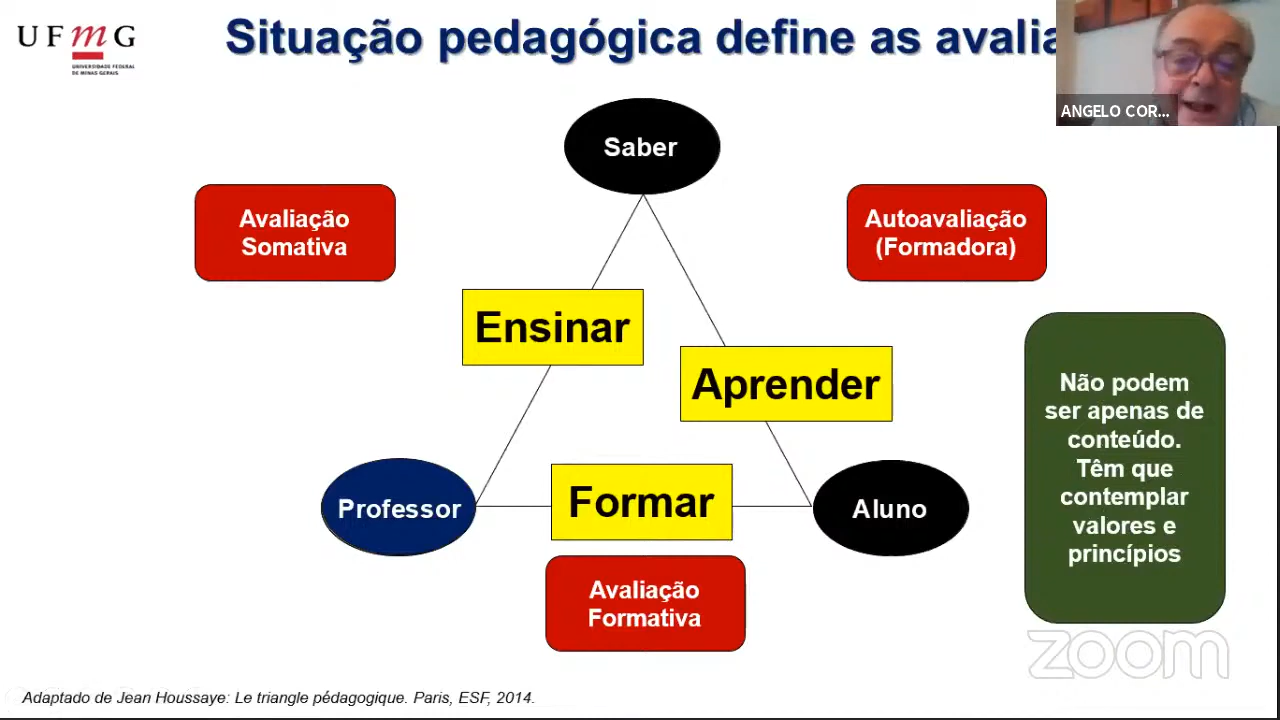 UFmG
UNIVERSIDADE FEDERAL
DE MINAS GERAIS
Situação pedagógica define as avalia
ANGELO COR...
Saber
Avaliação
Somativa
Autoavaliação
(Formadora)
Ensinar
Aprender
Não podem
ser apenas de
conteúdo.
Têm que
contemplar
valores e
princípios
Professor
Formar
Aluno
Avaliação
Formativa
zoom
Adaptado de Jean Houssaye: Le triangle pédagogique. Paris, ESF, 2014.